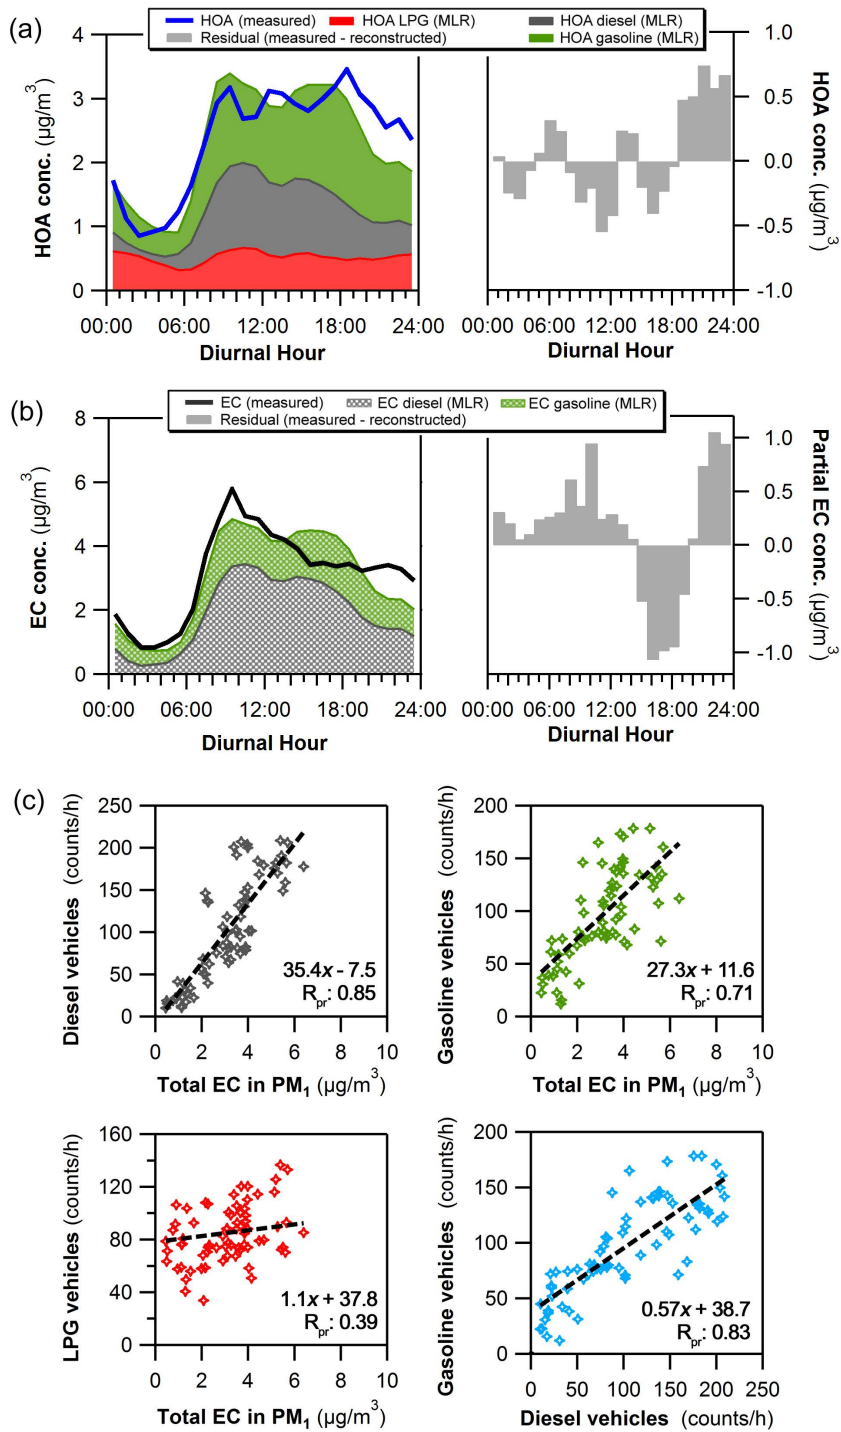 (a)
HOA (measured) HOA LPG (MLR) HOA diesel (MLR)
Residual (measured - reconstructed) HOA gasoline (MLR)
4
3
2
1
0
HOA conc. (µg/m³)
00:00 06:00 12:00 18:00 24:00
Diurnal Hour
1.0
0.5
0.0
-0.5
-1.0
HOA conc. (µg/m³)
00:00 06:00 12:00 18:00 24:00
Diurnal Hour
(b)
EC (measured) EC diesel (MLR) EC gasoline (MLR)
Residual (measured - reconstructed)
8
6
4
2
0
EC conc. (µg/m³)
00:00 06:00 12:00 18:00 24:00
Diurnal Hour
1.0
0.5
0.0
-0.5
-1.0
Partial EC conc. (µg/m³)
00:00 06:00 12:00 18:00 24:00
Diurnal Hour
(c)
250
200
150
100
50
0
Diesel vehicles (counts/h)
35.4x - 7.5
Rpr: 0.85
0 2 4 6 8 10
Total EC in PM₁ (µg/m³)
200
150
100
50
0
Gasoline vehicles (counts/h)
27.3x + 11.6
Rpr: 0.71
0 2 4 6 8 10
Total EC in PM₁ (µg/m³)
160
120
80
40
0
LPG vehicles (counts/h)
1.1x + 37.8
Rpr: 0.39
0 2 4 6 8 10
Total EC in PM₁ (µg/m³)
200
150
100
50
0
Gasoline vehicles (counts/h)
0.57x + 38.7
Rpr: 0.83
0 50 100 150 200 250
Diesel vehicles (counts/h)